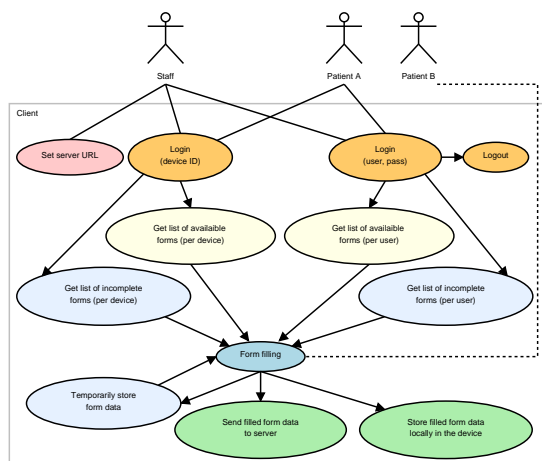 Staff
Patient A
Patient B
Client
Set server URL
Login
(device ID)
Login
(user, pass)
Logout
Get list of availaible
forms (per device)
Get list of availaible
forms (per user)
Get list of incomplete
forms (per device)
Get list of incomplete
forms (per user)
Form filling
Temporarily store
form data
Send filled form data
to server
Store filled form data
locally in the device